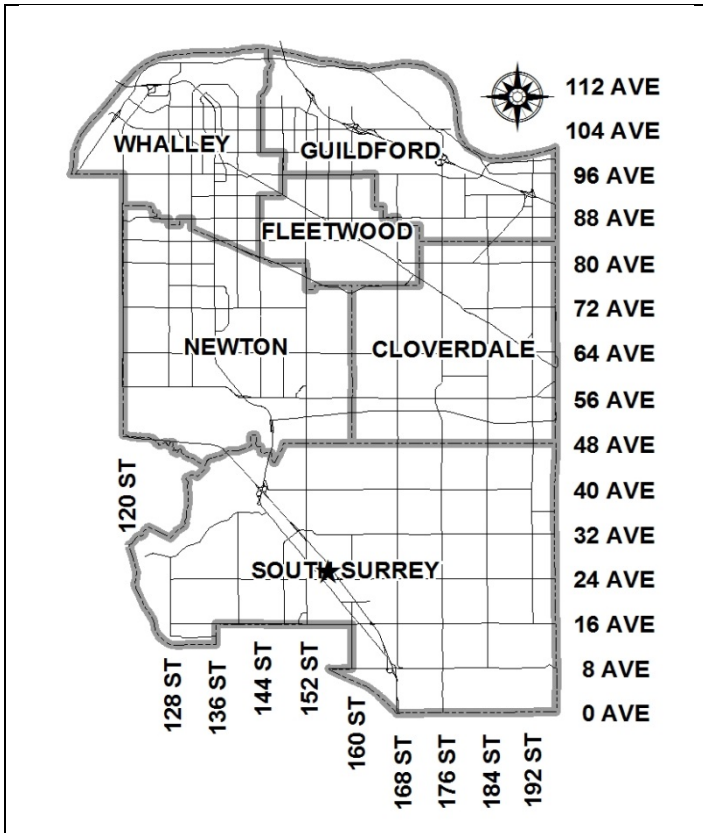 112 AVE
104 AVE
WHALLEY
GUILDFORD
96 AVE
88 AVE
FLEETWOOD
80 AVE
72 AVE
NEWTON
CLOVERDALE
64 AVE
56 AVE
48 AVE
120 ST
40 AVE
32 AVE
SOUTH SURREY
24 AVE
16 AVE
128 ST
136 ST
144 ST
152 ST
8 AVE
160 ST
0 AVE
168 ST
176 ST
184 ST
192 ST